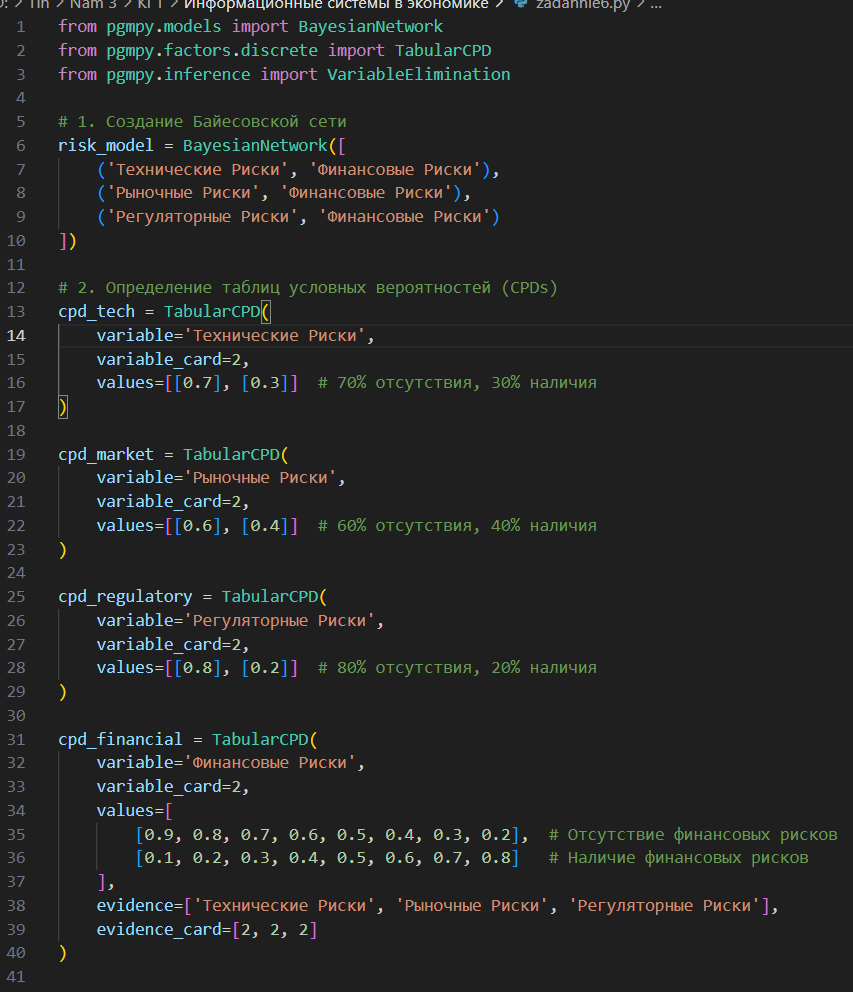 Tin > Nam 3 > Ki 1 > Информационные системы в экономике > zadanie6.py > ...
1 from pgmpy.models import BayesianNetwork
2 from pgmpy.factors.discrete import TabularCPD
3 from pgmpy.inference import VariableElimination
4
5 # 1. Создание Байесовской сети
6 risk_model = BayesianNetwork([
7     ('Технические Риски', 'Финансовые Риски'),
8     ('Рыночные Риски', 'Финансовые Риски'),
9     ('Регуляторные Риски', 'Финансовые Риски')
10 ])
11
12 # 2. Определение таблиц условных вероятностей (CPDs)
13 cpd_tech = TabularCPD(
14     variable='Технические Риски',
15     variable_card=2,
16     values=[[0.7], [0.3]]  # 70% отсутствия, 30% наличия
17 )
18
19 cpd_market = TabularCPD(
20     variable='Рыночные Риски',
21     variable_card=2,
22     values=[[0.6], [0.4]]  # 60% отсутствия, 40% наличия
23 )
24
25 cpd_regulatory = TabularCPD(
26     variable='Регуляторные Риски',
27     variable_card=2,
28     values=[[0.8], [0.2]]  # 80% отсутствия, 20% наличия
29 )
30
31 cpd_financial = TabularCPD(
32     variable='Финансовые Риски',
33     variable_card=2,
34     values=[
35         [0.9, 0.8, 0.7, 0.6, 0.5, 0.4, 0.3, 0.2],  # Отсутствие финансовых рисков
36         [0.1, 0.2, 0.3, 0.4, 0.5, 0.6, 0.7, 0.8]   # Наличие финансовых рисков
37     ],
38     evidence=['Технические Риски', 'Рыночные Риски', 'Регуляторные Риски'],
39     evidence_card=[2, 2, 2]
40 )
41